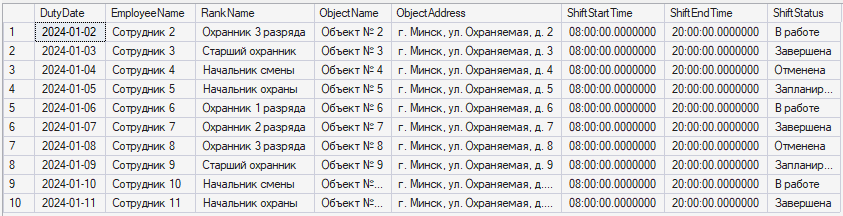 DutyDate EmployeeName RankName ObjectName ObjectAddress ShiftStartTime ShiftEndTime ShiftStatus
1 2024-01-02 Сотрудник 2 Охранник 3 разряда Объект № 2 г. Минск, ул. Охраняемая, д. 2 08:00:00.0000000 20:00:00.0000000 В работе
2 2024-01-03 Сотрудник 3 Старший охранник Объект № 3 г. Минск, ул. Охраняемая, д. 3 08:00:00.0000000 20:00:00.0000000 Завершена
3 2024-01-04 Сотрудник 4 Начальник смены Объект № 4 г. Минск, ул. Охраняемая, д. 4 08:00:00.0000000 20:00:00.0000000 Отменена
4 2024-01-05 Сотрудник 5 Начальник охраны Объект № 5 г. Минск, ул. Охраняемая, д. 5 08:00:00.0000000 20:00:00.0000000 Запланир...
5 2024-01-06 Сотрудник 6 Охранник 1 разряда Объект № 6 г. Минск, ул. Охраняемая, д. 6 08:00:00.0000000 20:00:00.0000000 В работе
6 2024-01-07 Сотрудник 7 Охранник 2 разряда Объект № 7 г. Минск, ул. Охраняемая, д. 7 08:00:00.0000000 20:00:00.0000000 Завершена
7 2024-01-08 Сотрудник 8 Охранник 3 разряда Объект № 8 г. Минск, ул. Охраняемая, д. 8 08:00:00.0000000 20:00:00.0000000 Отменена
8 2024-01-09 Сотрудник 9 Старший охранник Объект № 9 г. Минск, ул. Охраняемая, д. 9 08:00:00.0000000 20:00:00.0000000 Запланир...
9 2024-01-10 Сотрудник 10 Начальник смены Объект №... г. Минск, ул. Охраняемая, д.... 08:00:00.0000000 20:00:00.0000000 В работе
10 2024-01-11 Сотрудник 11 Начальник охраны Объект №... г. Минск, ул. Охраняемая, д.... 08:00:00.0000000 20:00:00.0000000 Завершена